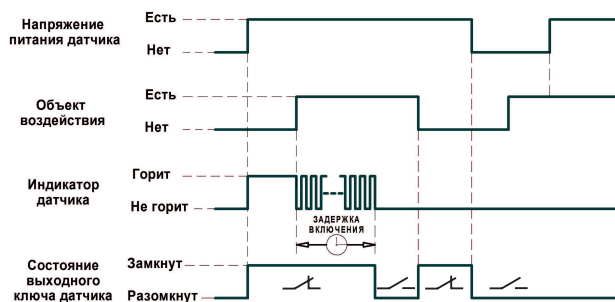 Напряжение
питания датчика
Есть
Нет
Объект
воздействия
Есть
Нет
Индикатор
датчика
Горит
Не горит
ЗАДЕРЖКА
ВКЛЮЧЕНИЯ
Состояние
выходного
ключа датчика
Замкнут
Разомкнут